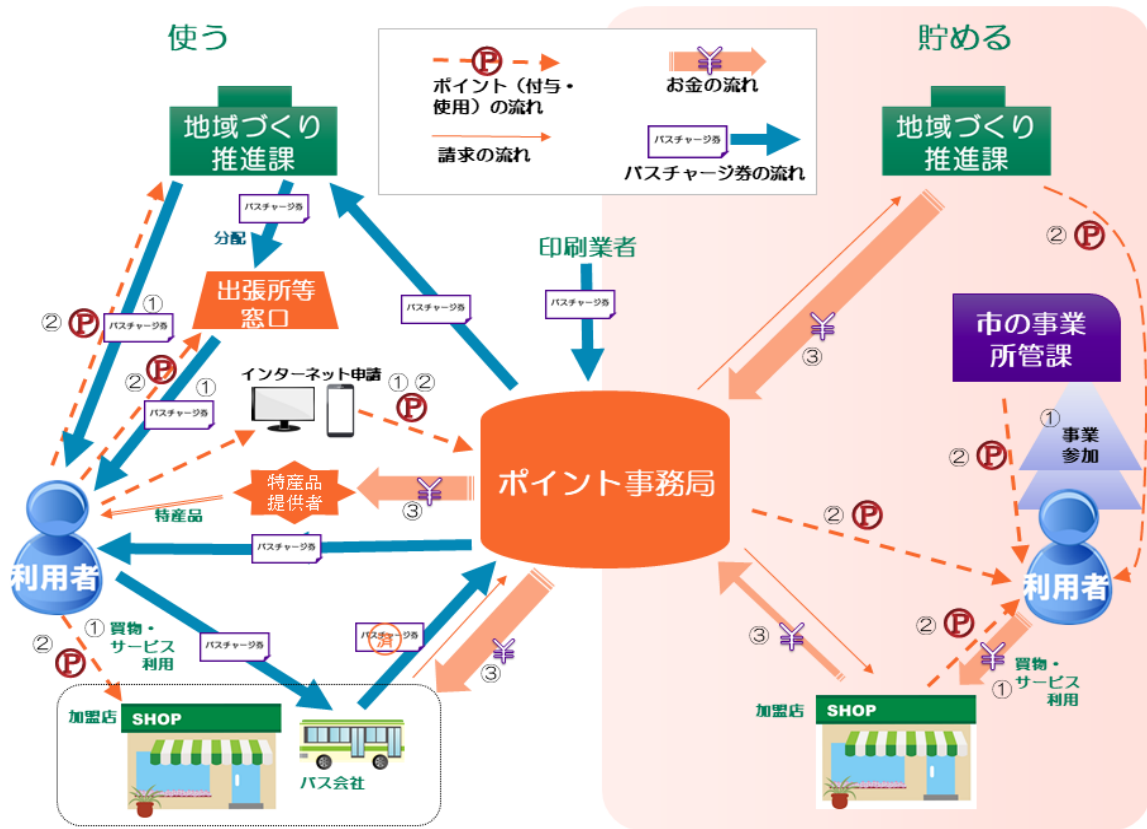 使う
貯める
ポイント（付与・
使用）の流れ
お金の流れ
請求の流れ
バスチャージ券
バスチャージ券の流れ
地域づくり
推進課
地域づくり
推進課
バスチャージ券
分配
印刷業者
② P
出張所等
窓口
バスチャージ券
バスチャージ券
市の事業
所管課
①
② P
バスチャージ券
¥
③
② P
①
バスチャージ券
インターネット申請
① ②
P
①
事業
参加
② P
ポイント事務局
特産品
提供者
¥
③
特産品
② P
バスチャージ券
利用者
利用者
① 買物・
サービス
利用
② P
バスチャージ券
バスチャージ券
済
¥
③
③ ¥
② P
¥
①
買物・
サービス
利用
加盟店
SHOP
バス会社
加盟店
SHOP